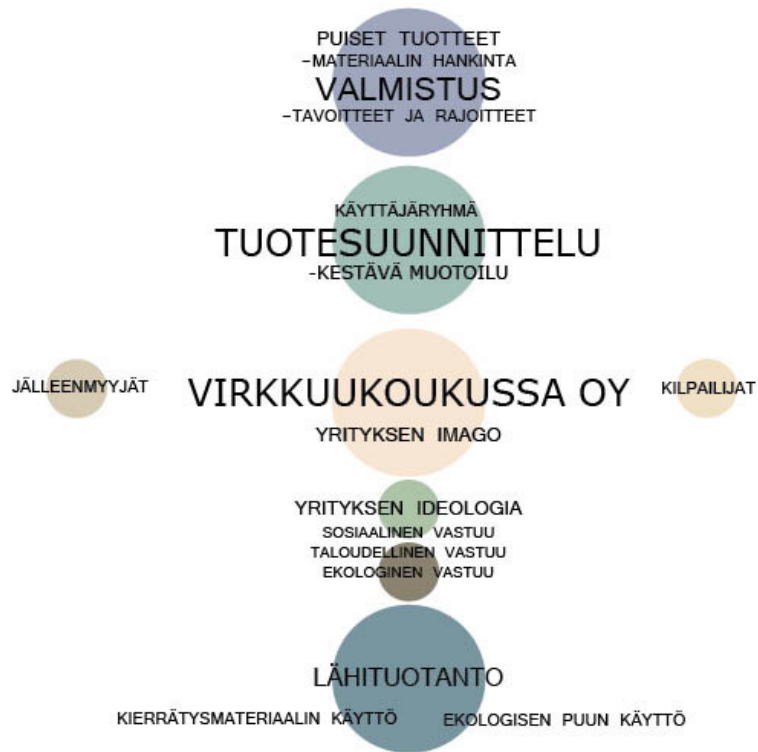 PUISET TUOTTEET
-MATERIAALIN HANKINTA
VALMISTUS
-TAVOITTEET JA RAJOITTEET
KÄYTTÄJÄRYHMÄ
TUOTESUUNNITTELU
-KESTÄVÄ MUOTOILU
JÄLLEENMYYJÄT
VIRKKUUKOUKUSSA OY
KILPAILIJAT
YRITYKSEN IMAGO
YRITYKSEN IDEOLOGIA
SOSIAALINEN VASTUU
TALOUDELLINEN VASTUU
EKOLOGINEN VASTUU
LÄHITUOTANTO
KIERRÄTYSMATERIAALIN KÄYTTÖ
EKOLOGISEN PUUN KÄYTTÖ